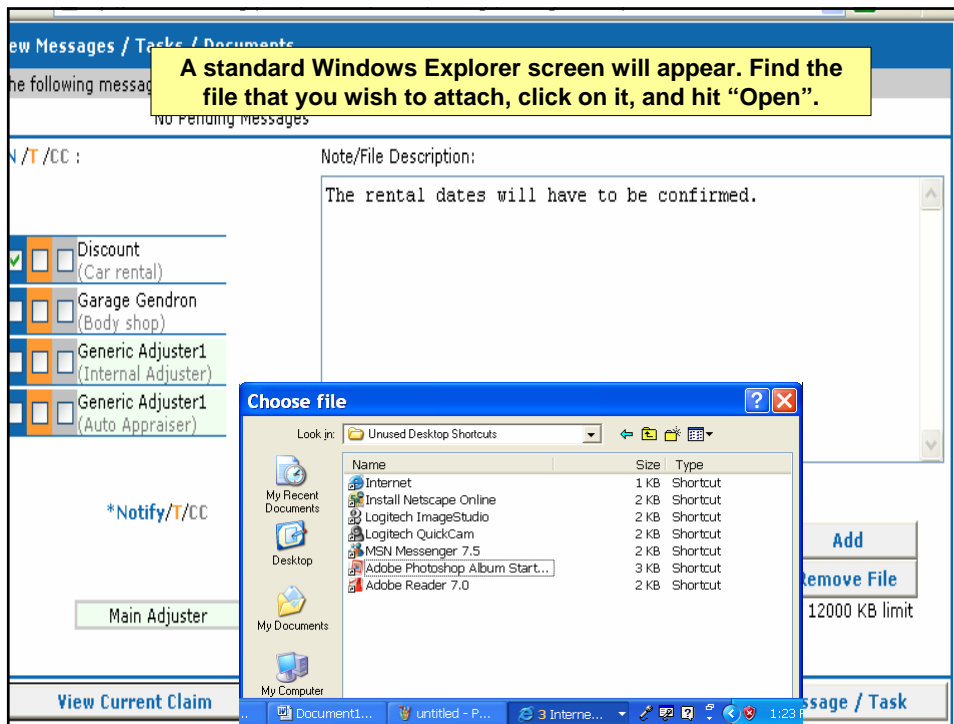 ew Messages / Tasks / Documents
A standard Windows Explorer screen will appear. Find the
file that you wish to attach, click on it, and hit “Open”.
he following messag
No Pending Messages
N /T /CC :
Note/File Description:
The rental dates will have to be confirmed.
Discount
(Car rental)
Garage Gendron
(Body shop)
Generic Adjuster1
(Internal Adjuster)
Generic Adjuster1
(Auto Appraiser)
*Notify/T/CC
Main Adjuster
Choose file
Look in: Unused Desktop Shortcuts
My Recent
Documents
Desktop
My Documents
My Computer
Name Size Type
Internet 1 KB Shortcut
Install Netscape Online 2 KB Shortcut
Logitech ImageStudio 2 KB Shortcut
Logitech QuickCam 2 KB Shortcut
MSN Messenger 7.5 2 KB Shortcut
Adobe Photoshop Album Start... 3 KB Shortcut
Adobe Reader 7.0 2 KB Shortcut
Add
Remove File
12000 KB limit
View Current Claim
ssage / Task
.. Document1... untitled - P... 3 Interne... 1:23